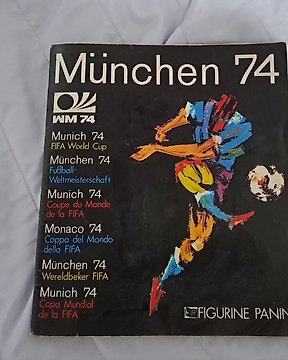 München 74
WM 74
Munich 74
FIFA World Cup
München 74
Fußball-
Weltmeisterschaft
Munich 74
Coupe du Monde
de la FIFA
Monaco 74
Coppa del Mondo
della FIFA
München 74
Wereldbeker FIFA
Munich 74
Copa Mundial
de la FIFA
FIGURINE PANINI